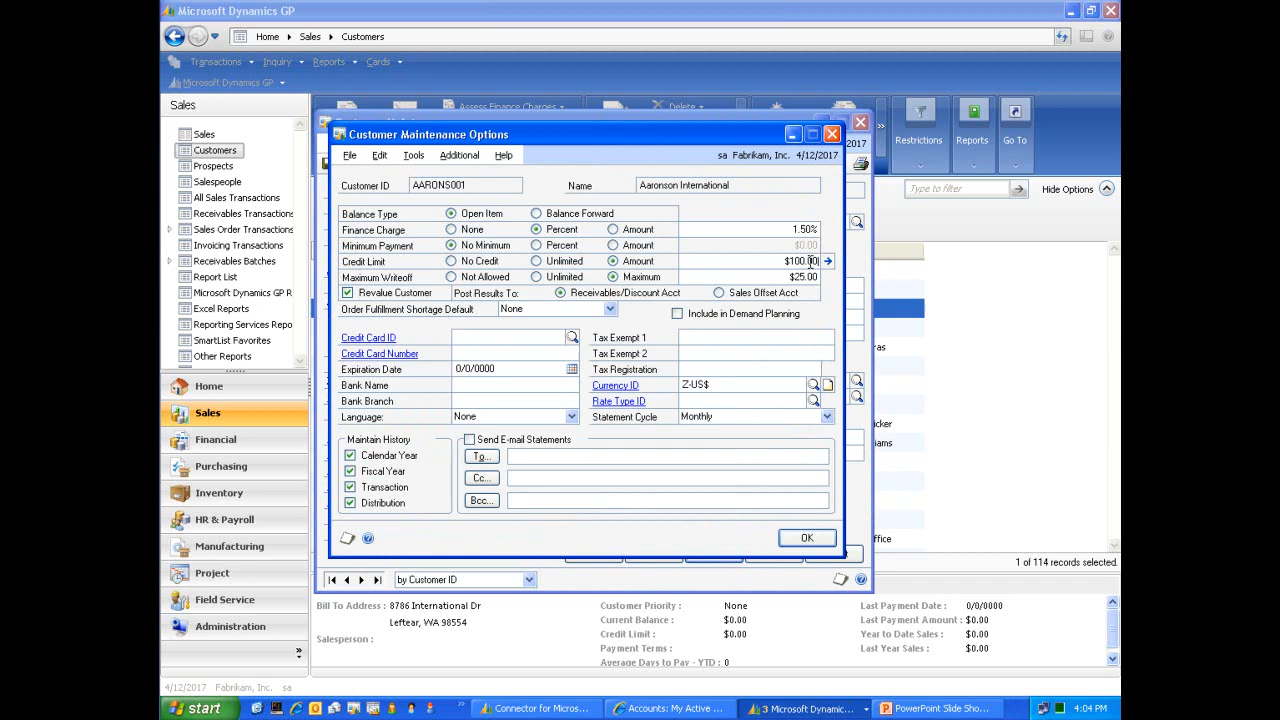 Microsoft Dynamics GP
Home Sales Customers
Transactions Inquiry Reports Cards
Microsoft Dynamics GP
Sales
Assess Finance Charges Delete
Restrictions Reports Go To
2017
Customer Maintenance Options
File Edit Tools Additional Help sa Fabrikam, Inc. 4/12/2017
Type to filter Hide Options
Sales
Customers
Prospects
Salespeople
All Sales Transactions
Receivables Transactions
Sales Order Transactions
Invoicing Transactions
Receivables Batches
Report List
Microsoft Dynamics GP R
Excel Reports
Reporting Services Repo
SmartList Favorites
Other Reports
Home
Sales
Financial
Purchasing
Inventory
HR & Payroll
Manufacturing
Project
Field Service
Administration
Customer ID AARONS001 Name Aaronson International
Balance Type Open Item Balance Forward
Finance Charge None Percent Amount 1.50%
Minimum Payment No Minimum Percent Amount $0.00
Credit Limit No Credit Unlimited Amount $100.00
Maximum Writeoff Not Allowed Unlimited Maximum $25.00
Revalue Customer Post Results To: Receivables/Discount Acct Sales Offset Acct
Order Fulfillment Shortage Default None Include in Demand Planning
Credit Card ID Tax Exempt 1
Credit Card Number Tax Exempt 2
Expiration Date 0/0/0000 Tax Registration
Bank Name Currency ID Z-US$
Bank Branch Rate Type ID
Language: None Statement Cycle Monthly
Maintain History Send E-mail Statements
Calendar Year To...
Fiscal Year
Transaction Cc...
Distribution Bcc...
OK
ras
icker
iams
ffice
1 of 114 records selected.
by Customer ID
Bill To Address : 8786 International Dr Customer Priority : None Last Payment Date : 0/0/0000
Leftear, WA 98554 Current Balance : $0.00 Last Payment Amount : $0.00
Salesperson : Credit Limit : $0.00 Year to Date Sales : $0.00
Payment Terms : Last Year Sales : $0.00
Average Days to Pay - YTD : 0
4/12/2017 Fabrikam, Inc. sa
start Connector for Micros... Accounts: My Active ... 3 Microsoft Dynamic... PowerPoint Slide Sho... 4:04 PM